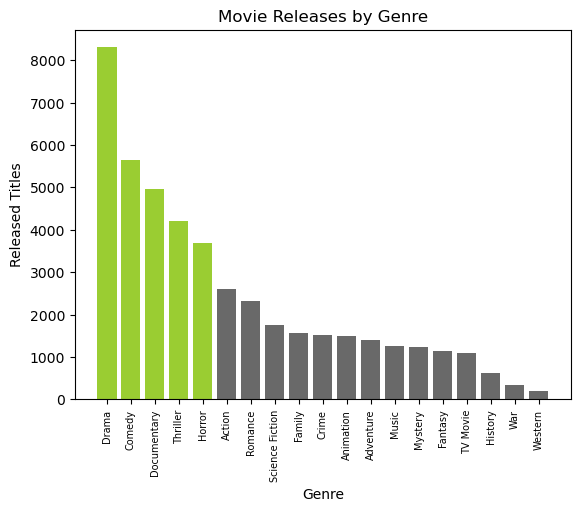 Movie Releases by Genre
Released Titles
8000
7000
6000
5000
4000
3000
2000
1000
0
Drama
Comedy
Documentary
Thriller
Horror
Action
Romance
Science Fiction
Family
Crime
Animation
Adventure
Music
Mystery
Fantasy
TV Movie
History
War
Western
Genre